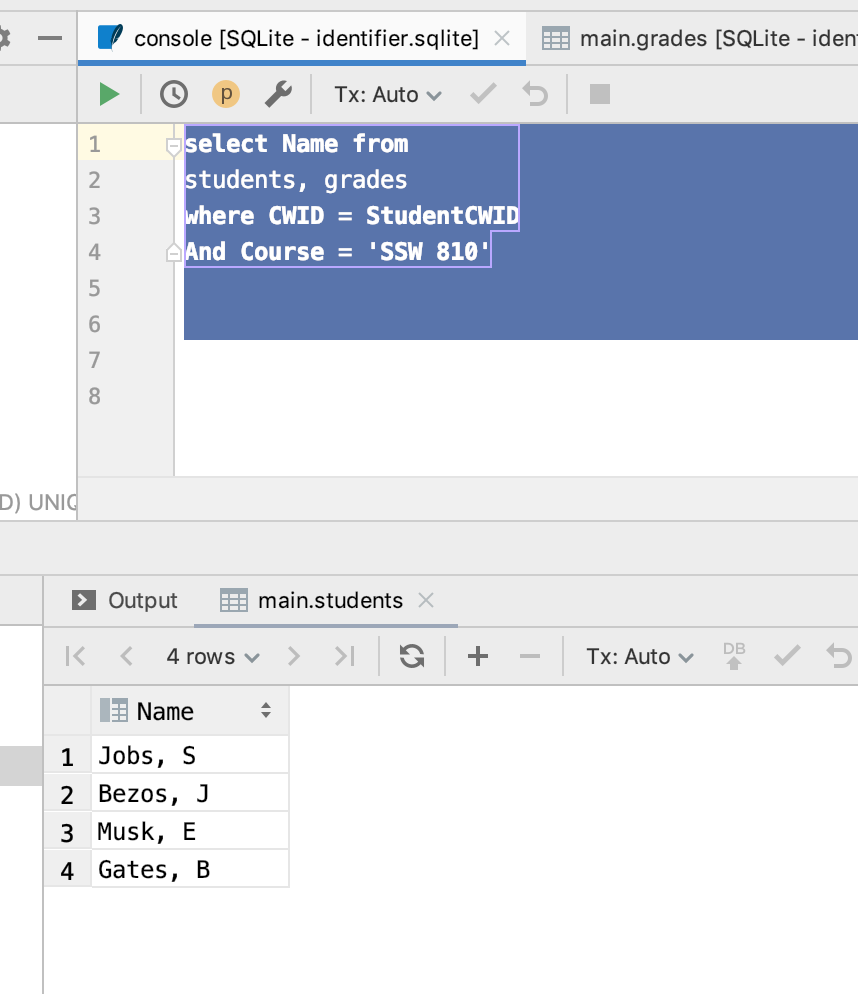 console [SQLite - identifier.sqlite]
main.grades [SQLite - iden
p
Tx: Auto
1 select Name from
2 students, grades
3 where CWID = StudentCWID
4 And Course = 'SSW 810'
5
6
7
8
D) UNIQ
Output
main.students
4 rows
Tx: Auto
DB
Name
1 Jobs, S
2 Bezos, J
3 Musk, E
4 Gates, B